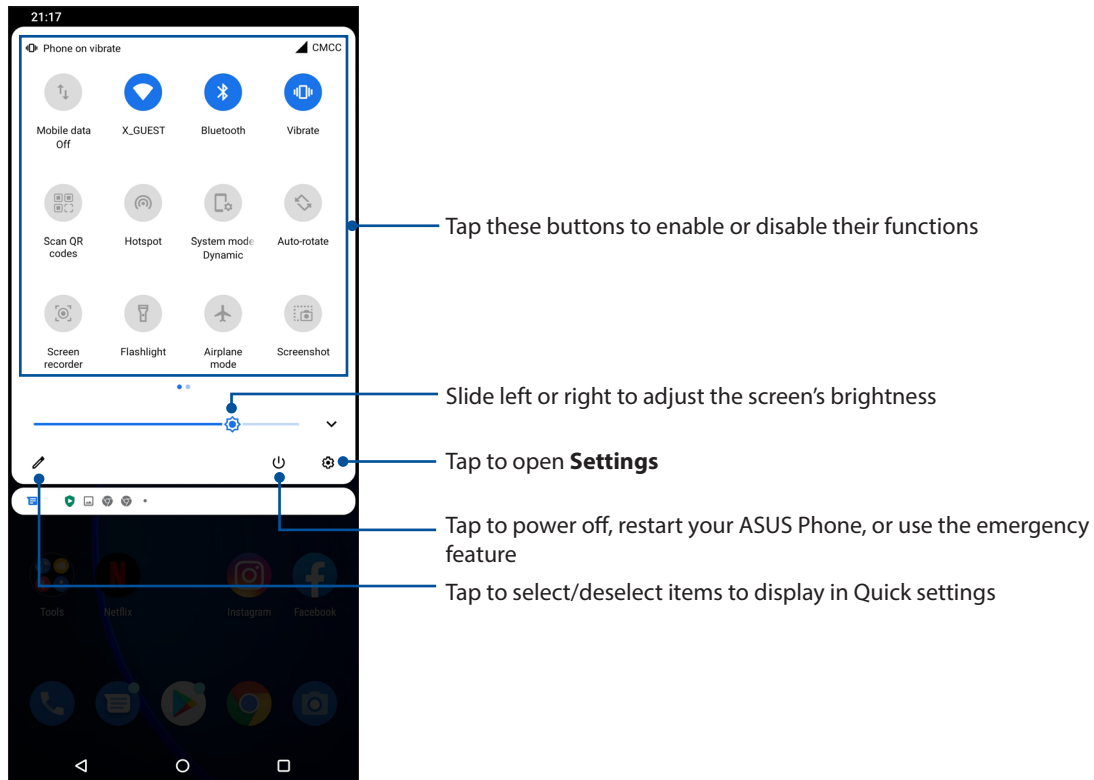 21:17
Phone on vibrate CMCC
Mobile data X_GUEST Bluetooth Vibrate
Off
Tap these buttons to enable or disable their functions
Scan QR Hotspot System mode Auto-rotate
codes Dynamic
Screen Flashlight Airplane Screenshot
recorder mode
Slide left or right to adjust the screen’s brightness
Tap to open Settings
Tap to power off, restart your ASUS Phone, or use the emergency
feature
Tap to select/deselect items to display in Quick settings
Tools Netflix Instagram Facebook